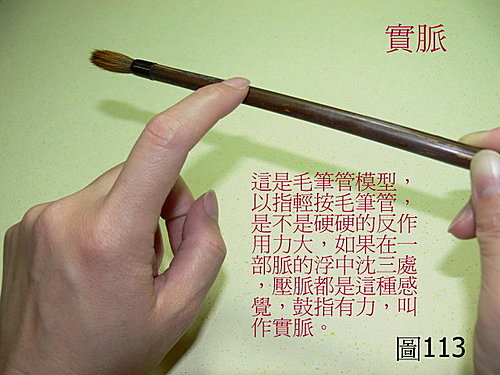 實脈
這是毛筆管模型，
以指輕按毛筆管，
是不是硬硬的反作
用力大，如果在一
部脈的浮中沈三處
，壓脈都是這種感
覺，鼓指有力，叫
作實脈。
圖113